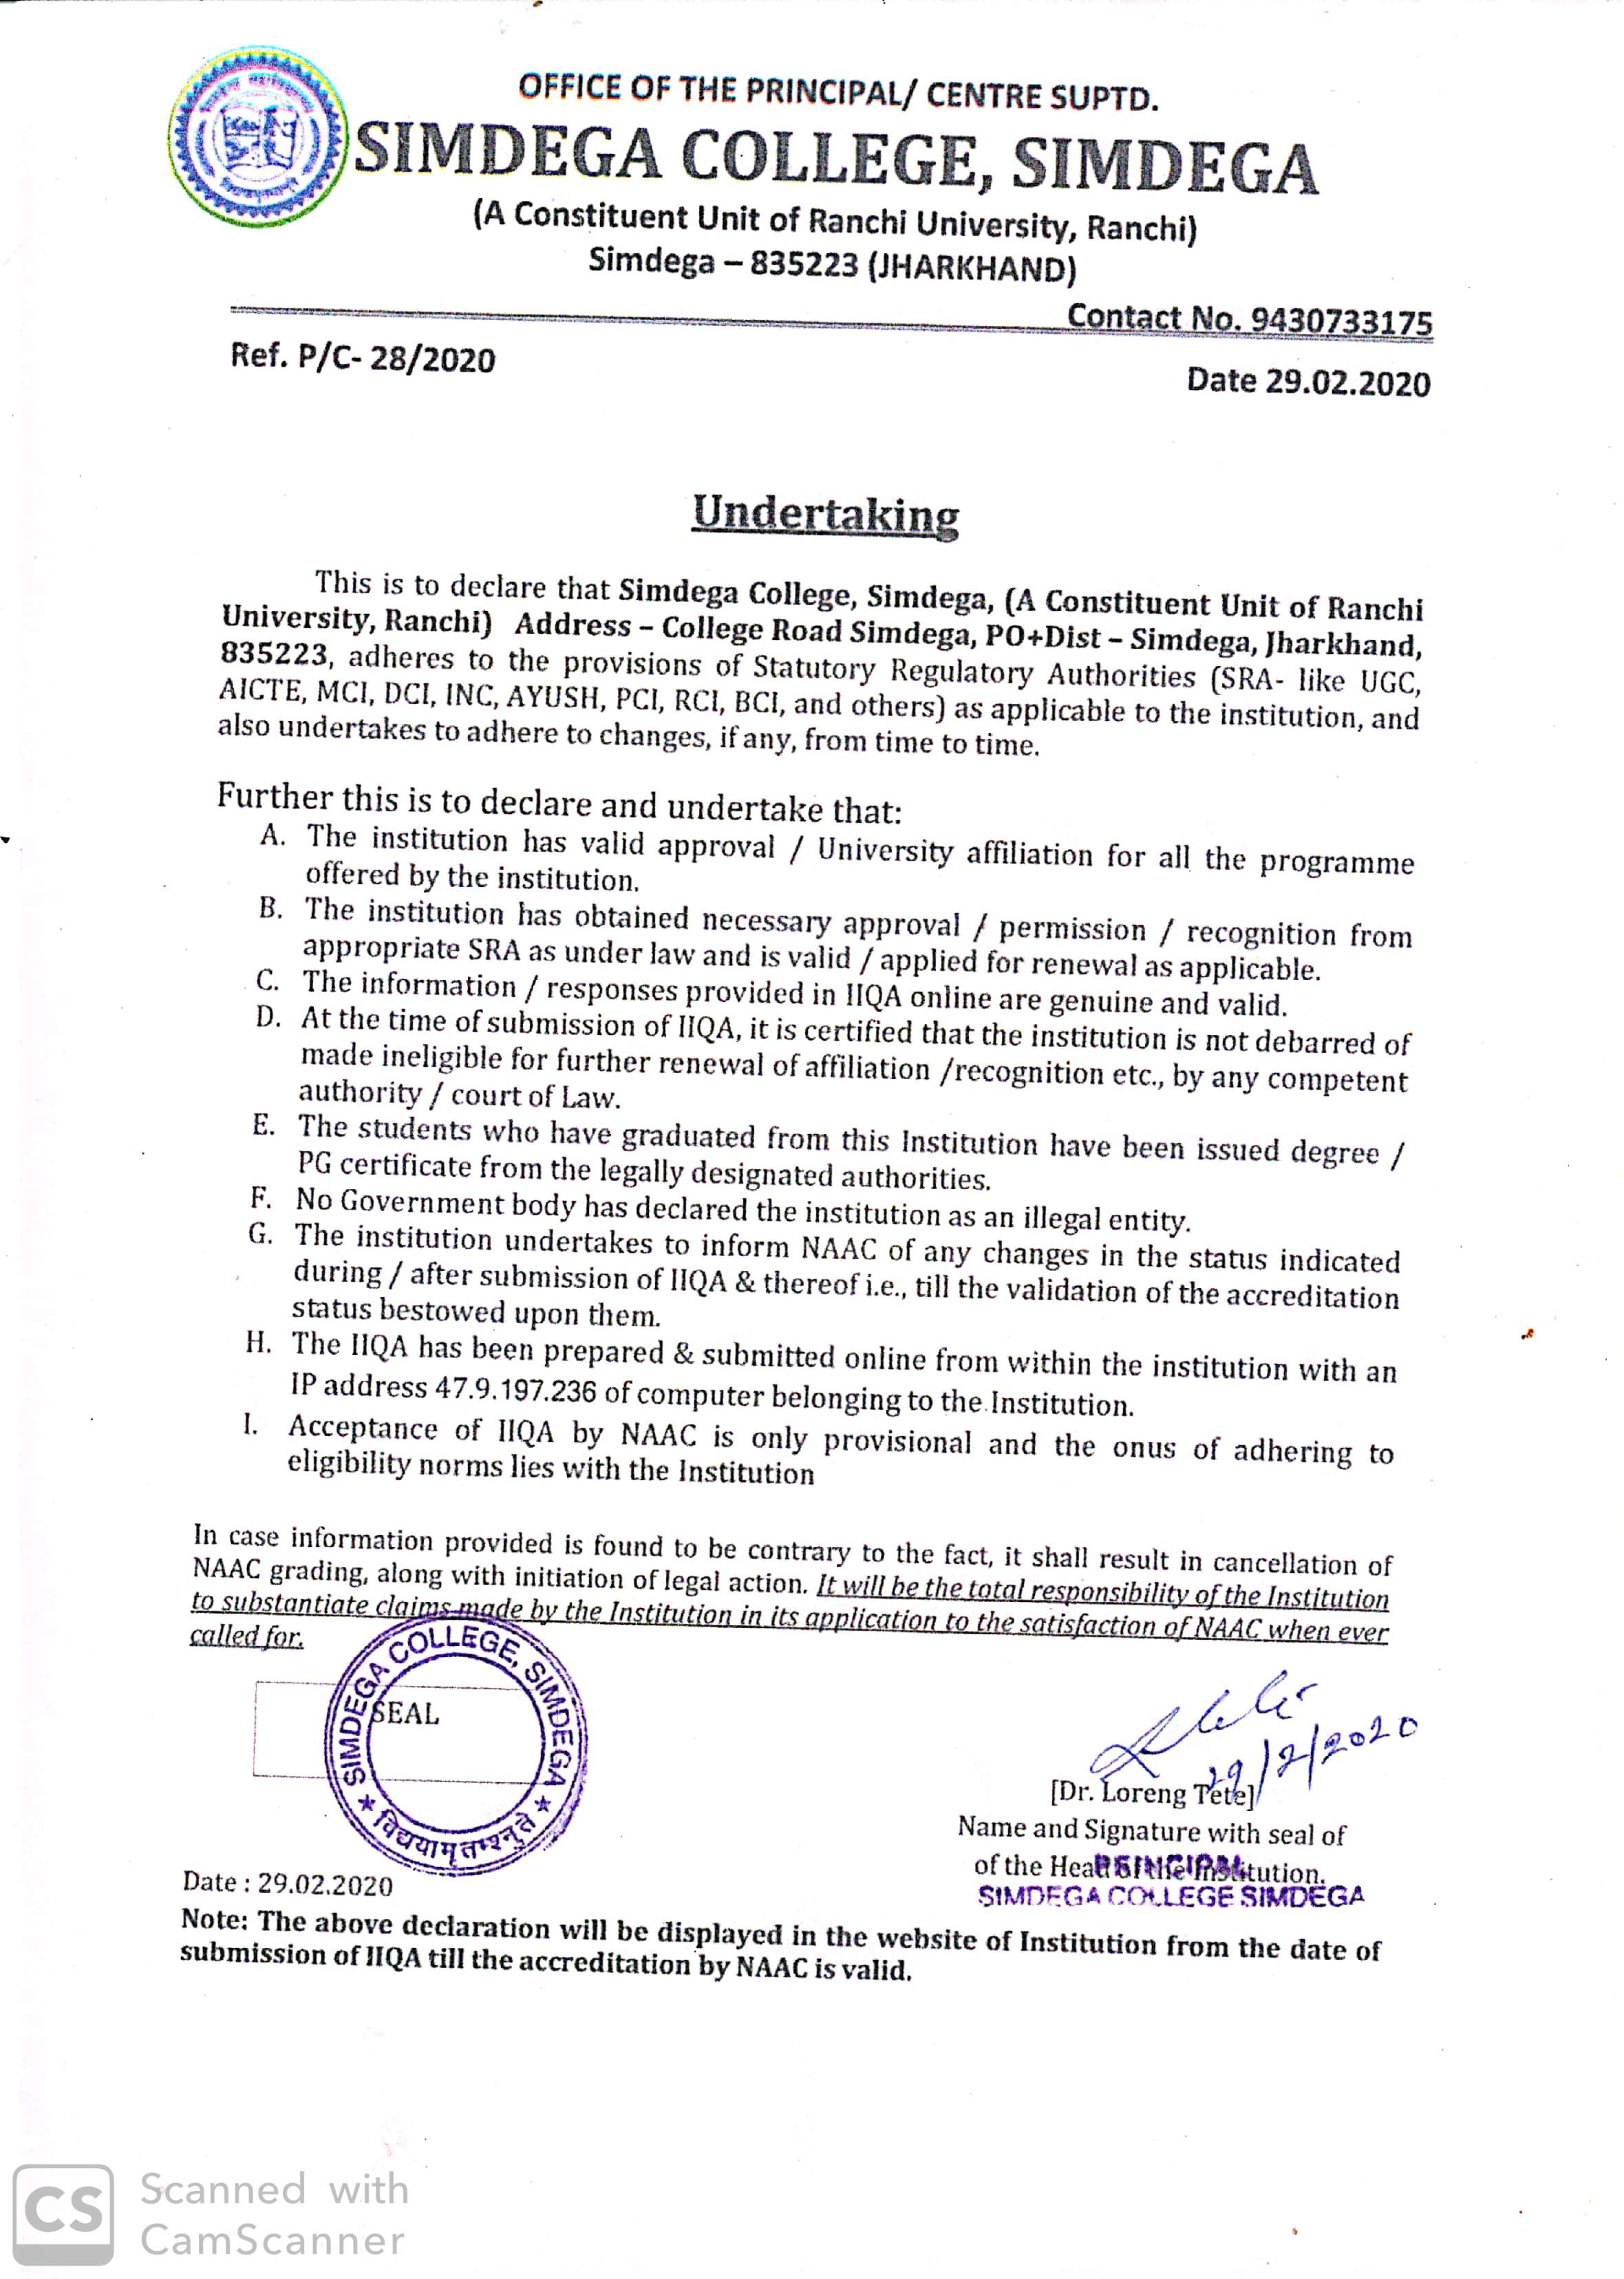 OFFICE OF THE PRINCIPAL/ CENTRE SUPTD.
SIMDEGA COLLEGE, SIMDEGA
(A Constituent Unit of Ranchi University, Ranchi)
Simdega – 835223 (JHARKHAND)
Contact No. 9430733175
Ref. P/C- 28/2020
Date 29.02.2020
Undertaking
This is to declare that Simdega College, Simdega, (A Constituent Unit of Ranchi
University, Ranchi) Address – College Road Simdega, PO+Dist – Simdega, Jharkhand,
835223, adheres to the provisions of Statutory Regulatory Authorities (SRA- like UGC,
AICTE, MCI, DCI, INC, AYUSH, PCI, RCI, BCI, and others) as applicable to the institution, and
also undertakes to adhere to changes, if any, from time to time.
Further this is to declare and undertake that:
A. The institution has valid approval / University affiliation for all the programme
offered by the institution.
B. The institution has obtained necessary approval / permission / recognition from
appropriate SRA as under law and is valid / applied for renewal as applicable.
C. The information / responses provided in IIQA online are genuine and valid.
D. At the time of submission of IIQA, it is certified that the institution is not debarred of
made ineligible for further renewal of affiliation /recognition etc., by any competent
authority / court of Law.
E. The students who have graduated from this Institution have been issued degree /
PG certificate from the legally designated authorities.
F. No Government body has declared the institution as an illegal entity.
G. The institution undertakes to inform NAAC of any changes in the status indicated
during / after submission of IIQA & thereof i.e., till the validation of the accreditation
status bestowed upon them.
H. The IIQA has been prepared & submitted online from within the institution with an
IP address 47.9.197.236 of computer belonging to the Institution.
I. Acceptance of IIQA by NAAC is only provisional and the onus of adhering to
eligibility norms lies with the Institution
In case information provided is found to be contrary to the fact, it shall result in cancellation of
NAAC grading, along with initiation of legal action. It will be the total responsibility of the Institution
to substantiate claims made by the Institution in its application to the satisfaction of NAAC when ever
called for.
SIMDEGA COLLEGE, SIMDEGA
SEAL
विद्ययामृतमश्नुते
29/2/2020
[Dr. Loreng Tete]
Name and Signature with seal of
of the Head of the Institution.
PRINCIPAL
SIMDEGA COLLEGE SIMDEGA
Date : 29.02.2020
Note: The above declaration will be displayed in the website of Institution from the date of
submission of IIQA till the accreditation by NAAC is valid.
CS
Scanned with
CamScanner